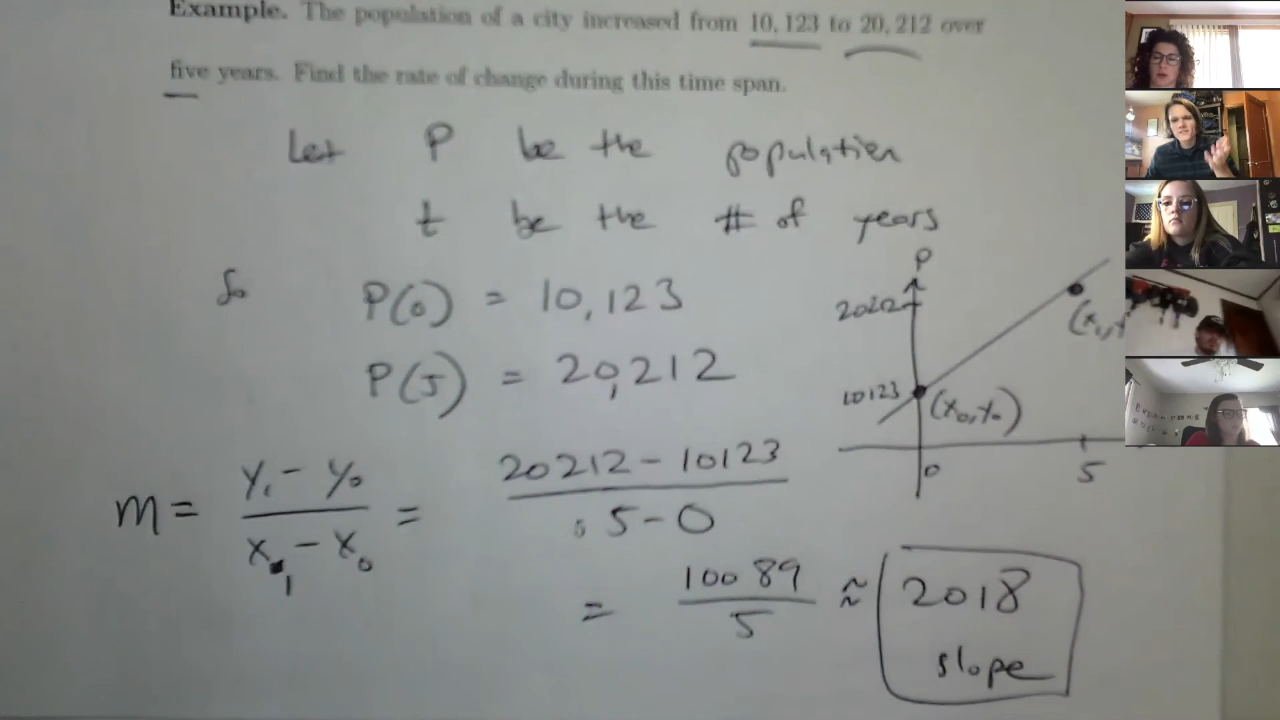 Example. The population of a city increased from 10,123 to 20,212 over
five years. Find the rate of change during this time span.
Let P be the population
t be the # of years
So P(0) = 10,123
P(5) = 20,212
P
20212
10123
(x₀, y₀)
(x₁, y
0
5
m = y₁ - y₀ / x₁ - x₀ = 20212 - 10123 / 5 - 0
= 10089 / 5 ≈ 2018
slope